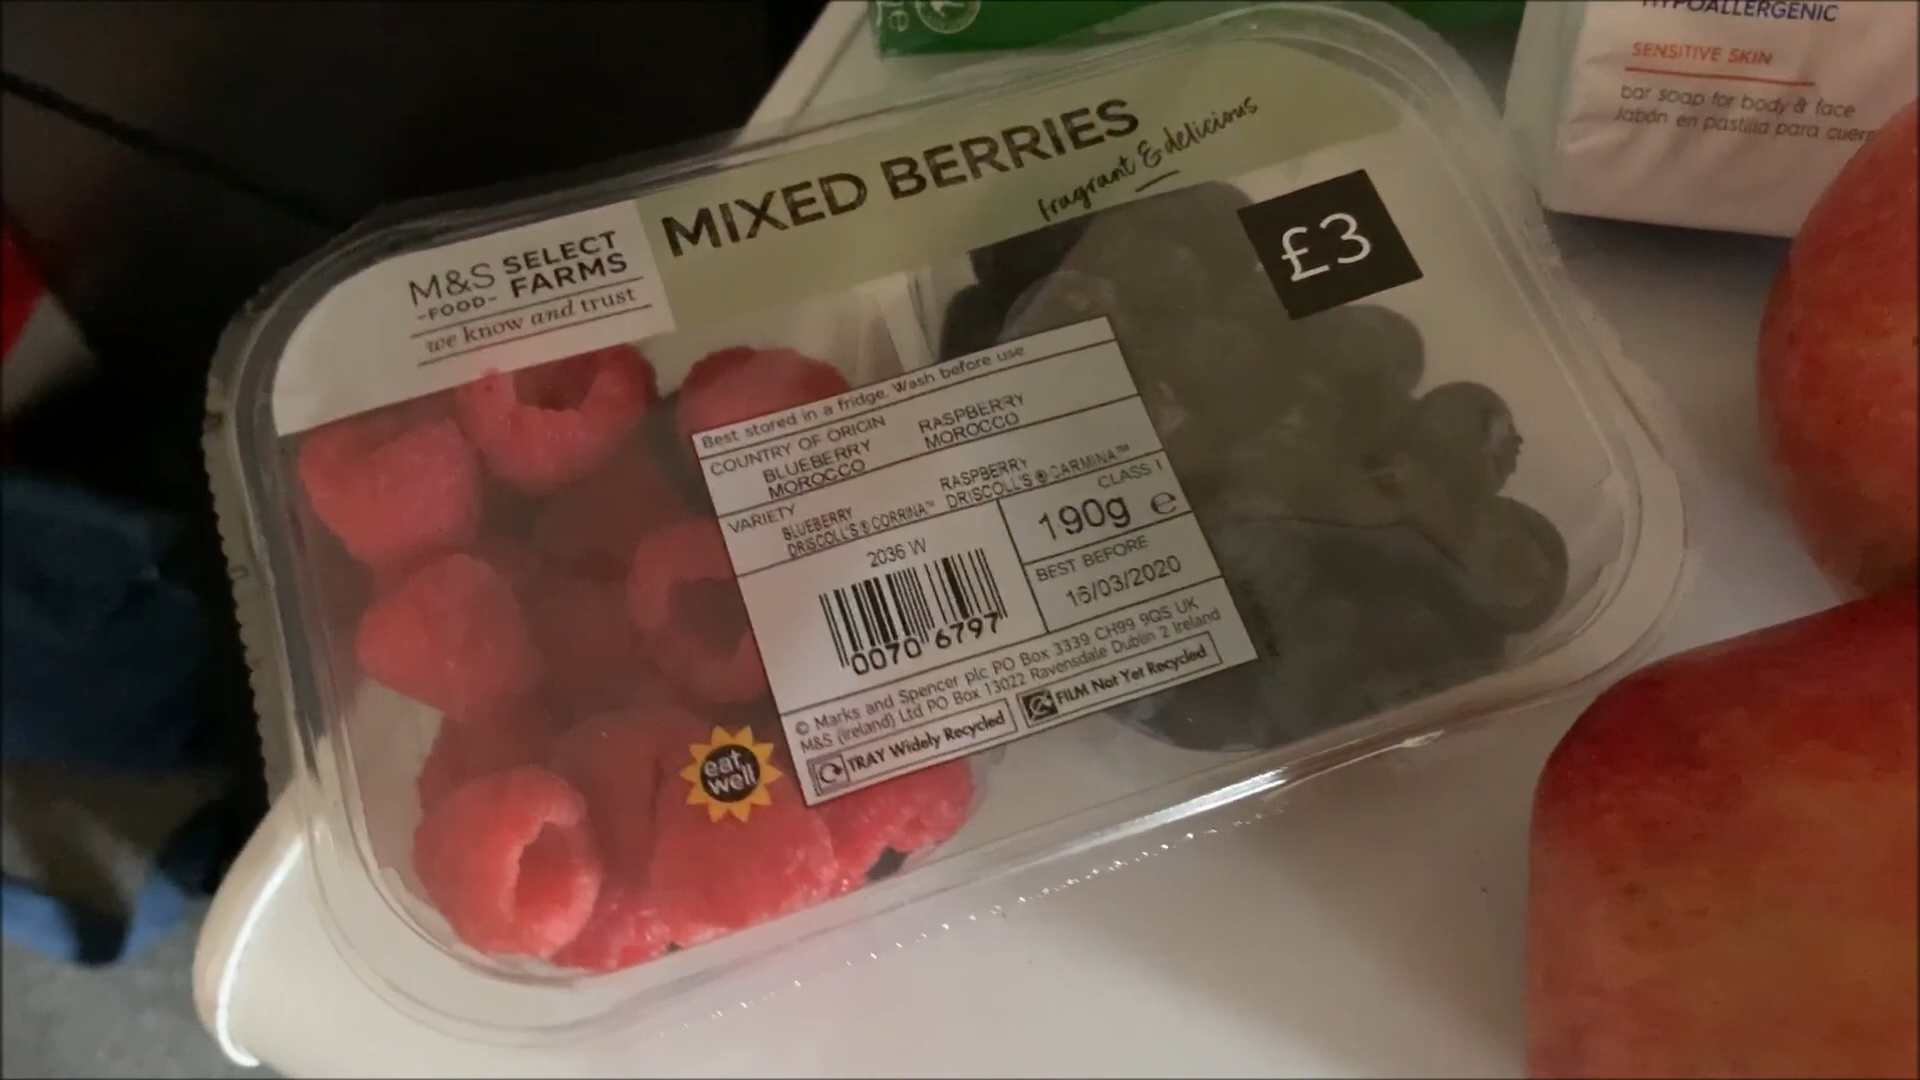 HYPOALLERGENIC
SENSITIVE SKIN
bar soap for body & face
Jabón en pastilla para
MIXED BERRIES
fragrant & delicious
£3
M&S SELECT
-FOOD- FARMS
we know and trust
Best stored in a fridge. Wash before use
COUNTRY OF ORIGIN
BLUEBERRY RASPBERRY
MOROCCO MOROCCO
VARIETY
BLUEBERRY RASPBERRY
DRISCOLL'S®CORRINA™ DRISCOLL'S®CARMINA™
CLASS I
2036 W
190g e
BEST BEFORE
16/03/2020
0070 6797
© Marks and Spencer plc PO Box 3339 CH99 9QS UK
M&S (Ireland) Ltd PO Box 13022 Ravensdale Dublin 2 Ireland
TRAY Widely Recycled
FILM Not Yet Recycled
eat
well